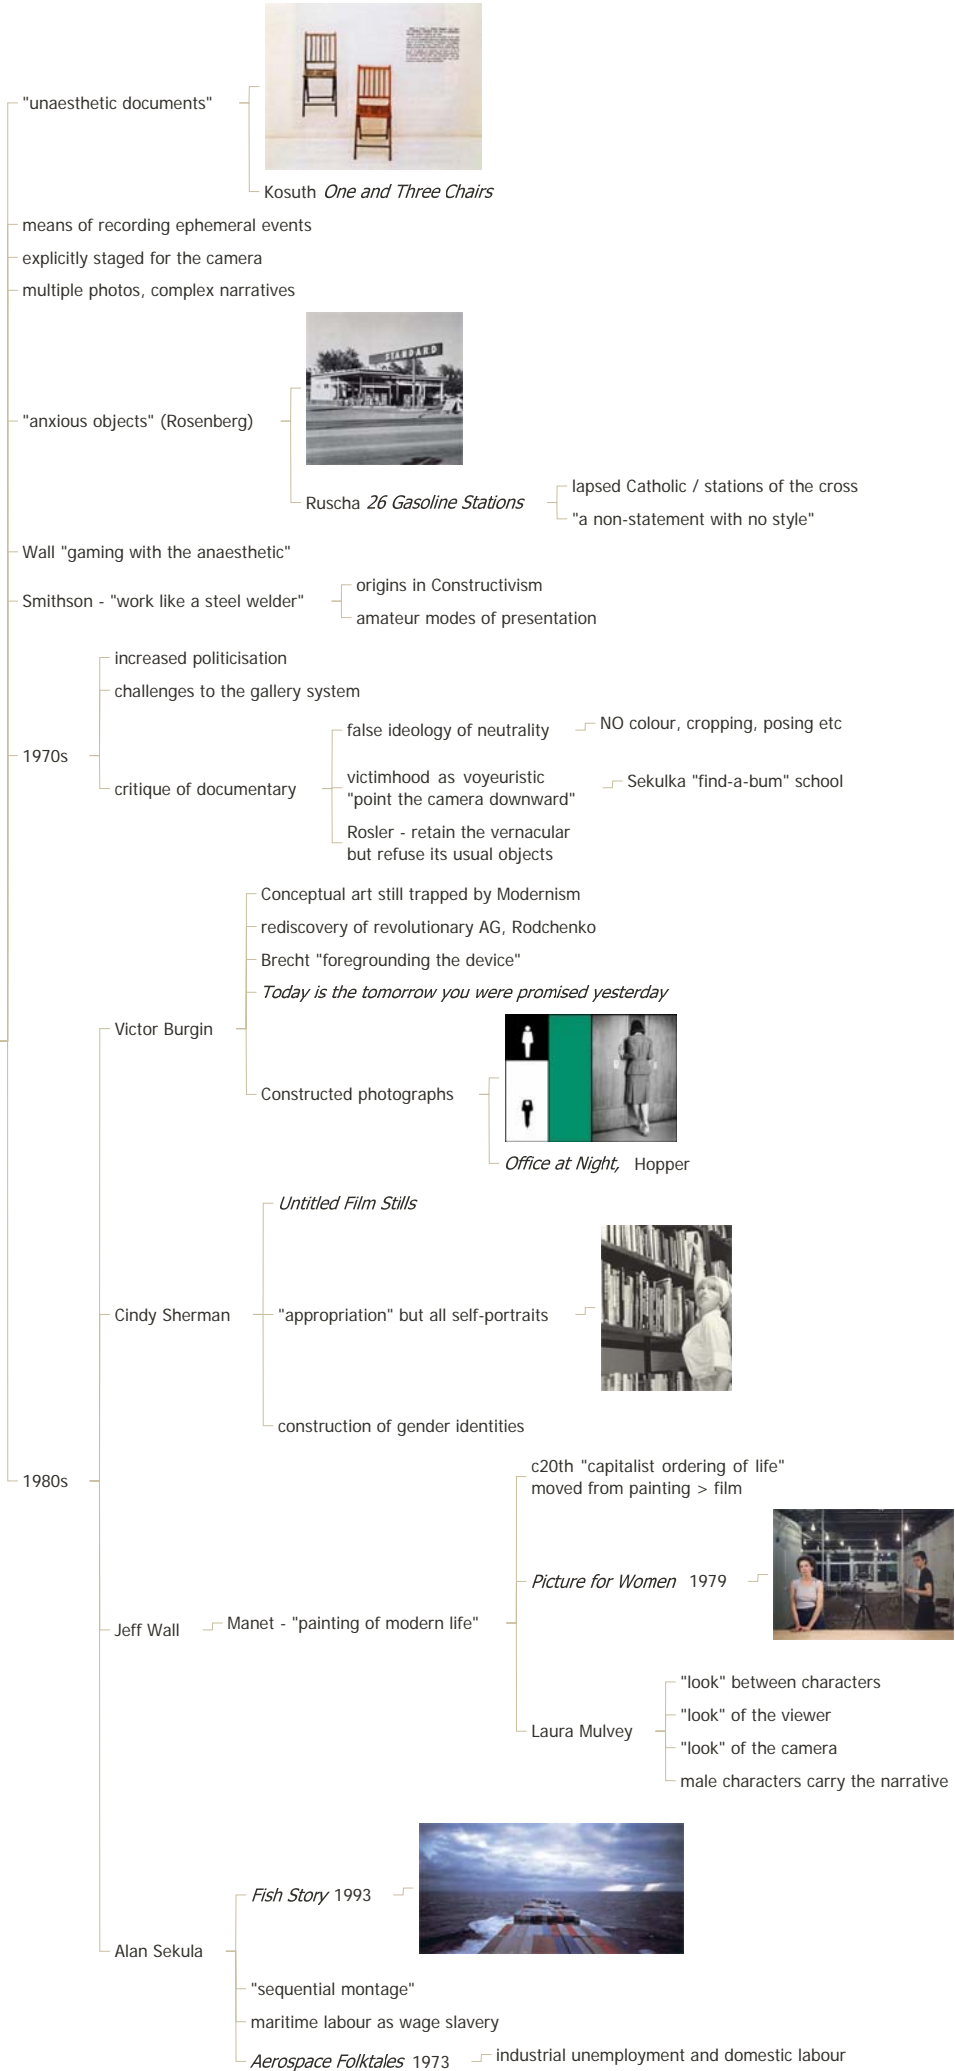 "unaesthetic documents"
Kosuth One and Three Chairs
means of recording ephemeral events
explicitly staged for the camera
multiple photos, complex narratives
STANDARD
"anxious objects" (Rosenberg)
Ruscha 26 Gasoline Stations
lapsed Catholic / stations of the cross
"a non-statement with no style"
Wall "gaming with the anaesthetic"
Smithson - "work like a steel welder"
origins in Constructivism
amateur modes of presentation
1970s
increased politicisation
challenges to the gallery system
critique of documentary
false ideology of neutrality
NO colour, cropping, posing etc
victimhood as voyeuristic
"point the camera downward"
Sekulka "find-a-bum" school
Rosler - retain the vernacular
but refuse its usual objects
1980s
Victor Burgin
Conceptual art still trapped by Modernism
rediscovery of revolutionary AG, Rodchenko
Brecht "foregrounding the device"
Today is the tomorrow you were promised yesterday
Constructed photographs
Office at Night, Hopper
Cindy Sherman
Untitled Film Stills
"appropriation" but all self-portraits
construction of gender identities
Jeff Wall
Manet - "painting of modern life"
c20th "capitalist ordering of life"
moved from painting > film
Picture for Women 1979
Laura Mulvey
"look" between characters
"look" of the viewer
"look" of the camera
male characters carry the narrative
Alan Sekula
Fish Story 1993
"sequential montage"
maritime labour as wage slavery
Aerospace Folktales 1973
industrial unemployment and domestic labour